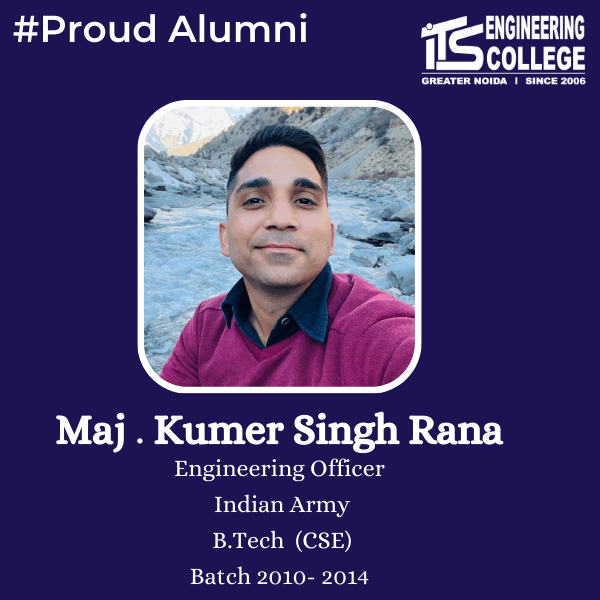 #Proud Alumni
ITS ENGINEERING
COLLEGE
GREATER NOIDA | SINCE 2006
Maj . Kumer Singh Rana
Engineering Officer
Indian Army
B.Tech (CSE)
Batch 2010- 2014